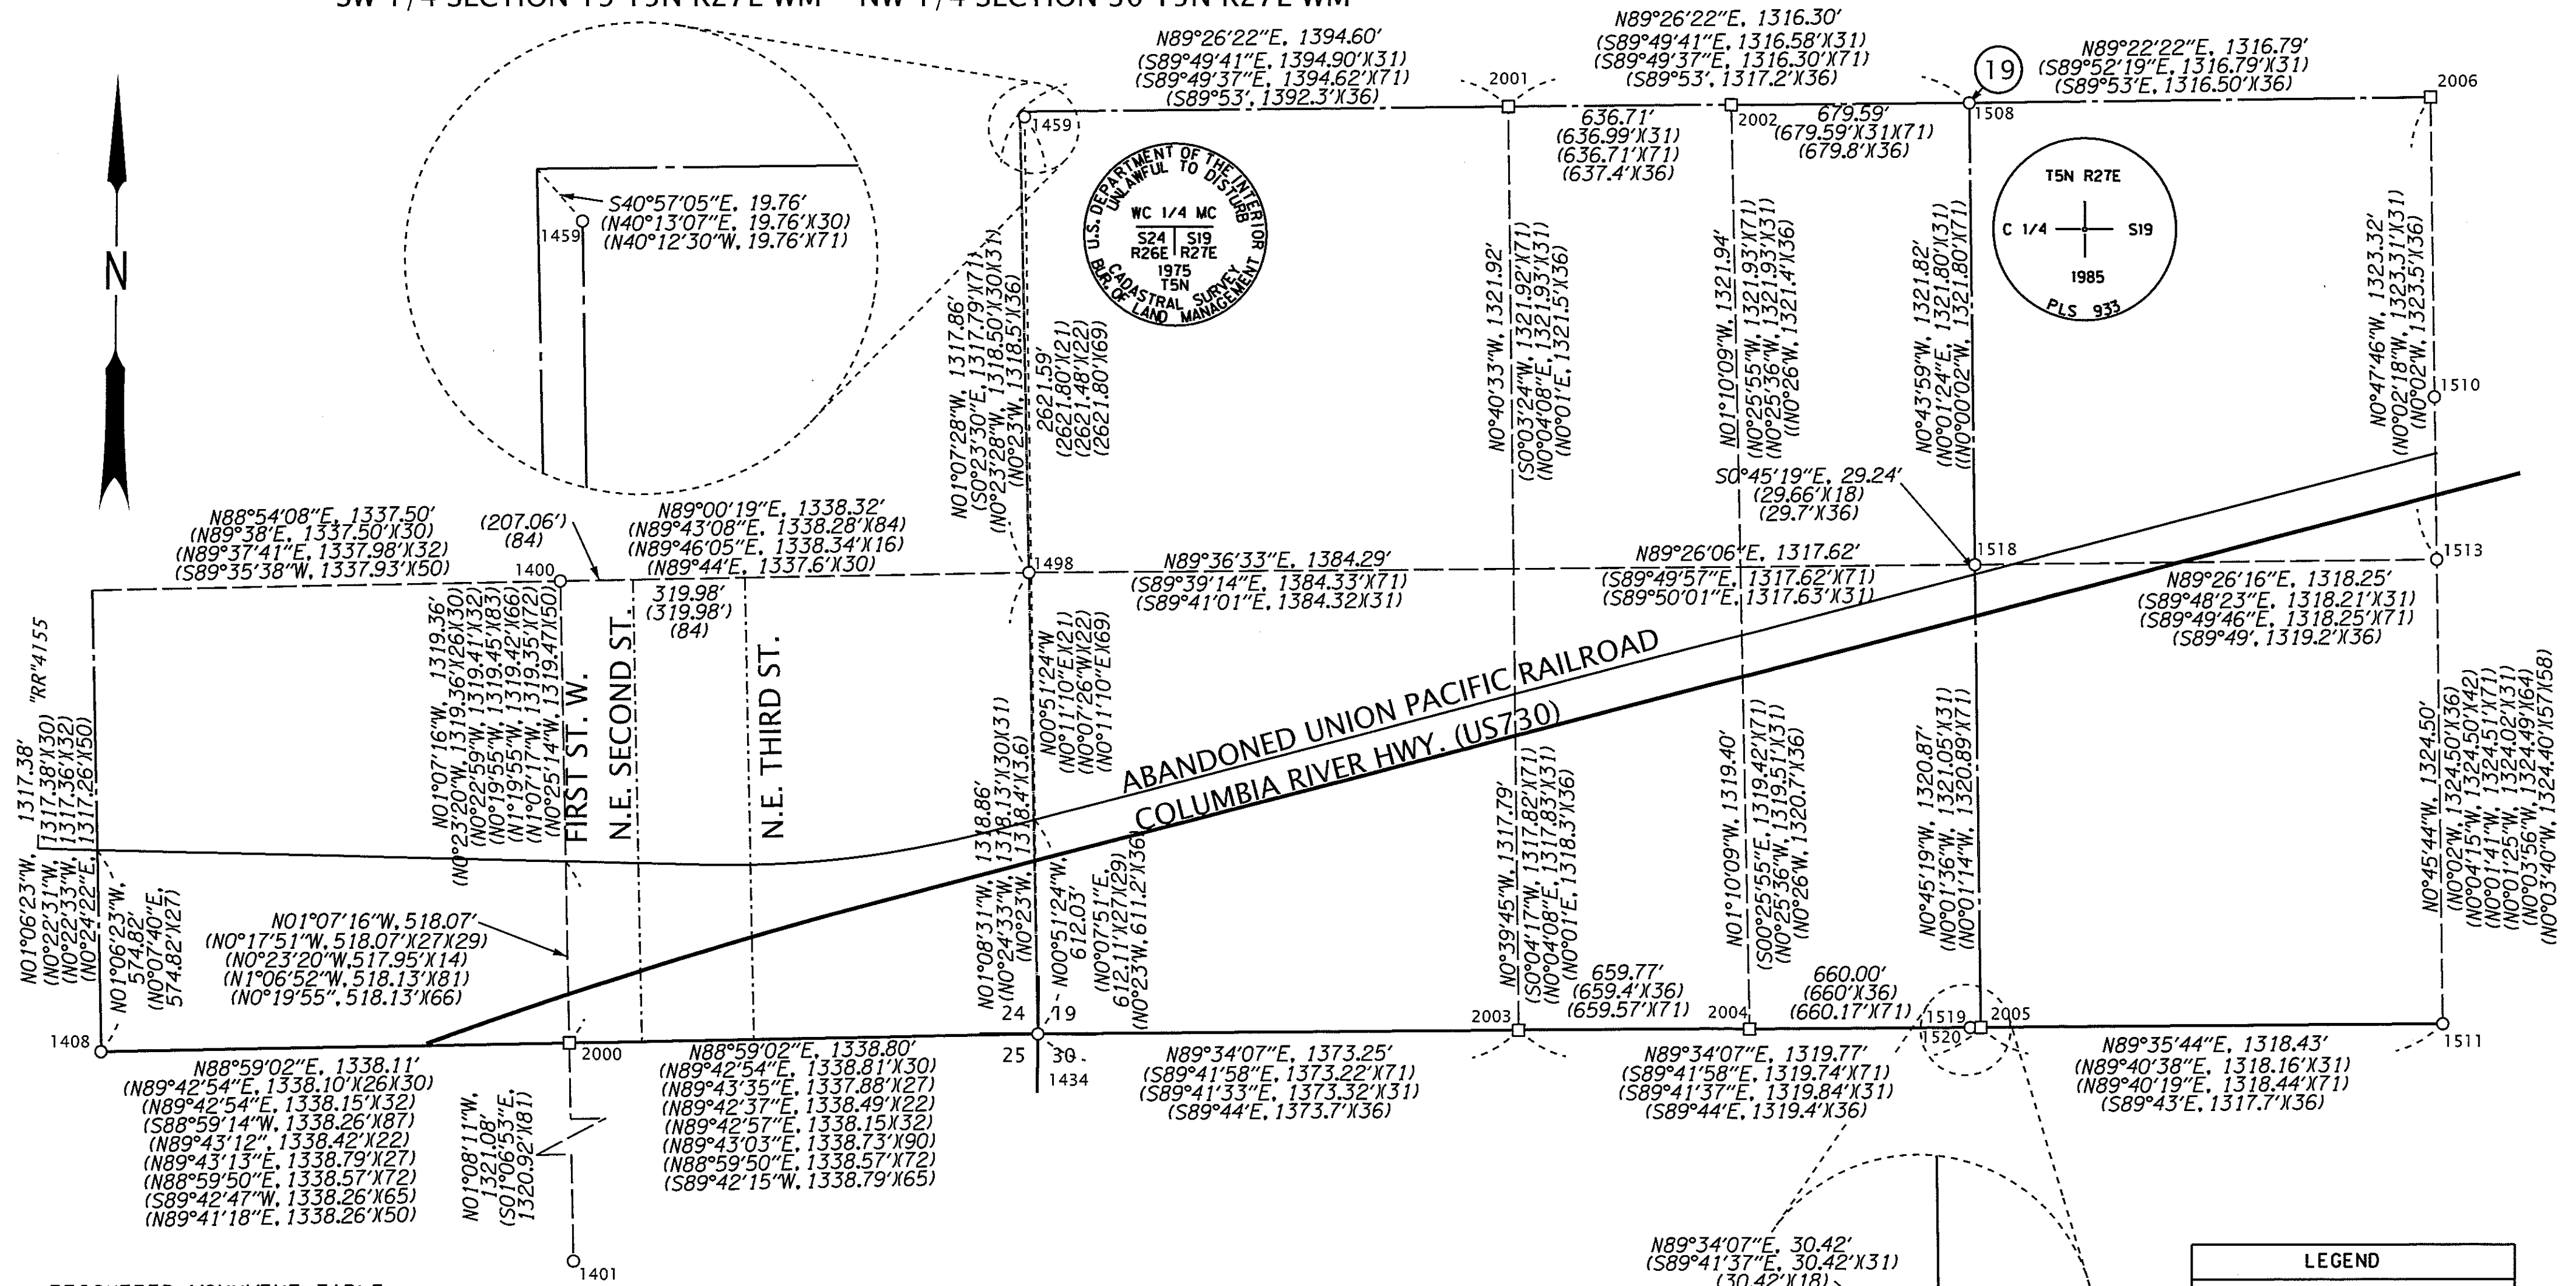 SW 1/4 SECTION 15 T5N R27E WM
NW 1/4 SECTION 30 T5N R27E WM
N89°26'22"E, 1394.60'
(S89°49'41"E, 1394.90')(31)
(S89°49'37"E, 1394.62')(71)
(S89°53', 1392.3')(36)
N89°26'22"E, 1316.30'
(S89°49'41"E, 1316.58')(31)
(S89°49'37"E, 1316.30')(71)
(S89°53', 1317.2')(36)
19
N89°22'22"E, 1316.79'
(S89°52'19"E, 1316.79')(31)
(S89°53'E, 1316.50')(36)
2001
2006
1459
636.71'
(636.99')(31)
(636.71')(71)
(637.4')(36)
2002
679.59'
(679.59')(31)(71)
(679.8')(36)
1508
N
S40°57'05"E, 19.76'
(N40°13'07"E, 19.76')(30)
(N40°12'30"W, 19.76')(71)
1459
U.S. DEPARTMENT OF THE INTERIOR
UNLAWFUL TO DISTURB
WC 1/4 MC
S24 S19
R26E R27E
1975
T5N
CADASTRAL SURVEY
BUR. OF LAND MANAGEMENT
T5N R27E
C 1/4 S19
1985
PLS 933
N01°07'28"W, 1317.86'
(S0°23'30"E, 1317.79')(71)
(N0°23'28"W, 1318.50')(30)(31)
(N0°23'W, 1318.5')(36)
2621.59'
(2621.80')(21)
(2621.48')(22)
(2621.80')(69)
N0°40'33"W, 1321.92'
(S0°03'24"W, 1321.92')(71)
(N0°04'08"E, 1321.93')(31)
(N0°01'E, 1321.5')(36)
N01°10'09"W, 1321.94'
(N0°25'55"W, 1321.93')(71)
(N0°25'36"W, 1321.93')(31)
((N0°26'W, 1321.4')(36)
N0°43'59"W, 1321.82'
(N0°01'24"E, 1321.80')(31)
((N0°00'02"W, 1321.80')(71)
N0°47'46"W, 1323.32'
(N0°02'18"W, 1323.31')(31)
(N0°02'W, 1323.5')(36)
1510
S0°45'19"E, 29.24'
(29.66')(18)
(29.7')(36)
N88°54'08"E, 1337.50'
(N89°38'E, 1337.50')(30)
(N89°37'41"E, 1337.98')(32)
(S89°35'38"W, 1337.93')(50)
(207.06')
(84)
N89°00'19"E, 1338.32'
(N89°43'08"E, 1338.28')(84)
(N89°46'05"E, 1338.34')(16)
(N89°44'E, 1337.6')(30)
1400
1498
N89°36'33"E, 1384.29'
(S89°39'14"E, 1384.33')(71)
(S89°41'01"E, 1384.32)(31)
N89°26'06"E, 1317.62'
(S89°49'57"E, 1317.62')(71)
(S89°50'01"E, 1317.63')(31)
1518
1513
N89°26'16"E, 1318.25'
(S89°48'23"E, 1318.21')(31)
(S89°49'46"E, 1318.25')(71)
(S89°49', 1319.2')(36)
319.98'
(319.98')
(84)
"RR"4155
N01°06'23"W, 1317.38'
(N0°22'31"W, 1317.38')(30)
(N0°22'33"W, 1317.36')(32)
(N0°24'22"E, 1317.26')(50)
N01°07'16"W, 1319.36'
(N0°23'20"W, 1319.36')(26)(30)
(N0°22'59"W, 1319.41')(32)
(N0°19'55"W, 1319.45')(83)
(N1°19'55"W, 1319.42')(66)
(N1°07'17"W, 1319.35')(72)
(N0°25'14"W, 1319.47')(50)
FIRST ST. W.
N.E. SECOND ST.
N.E. THIRD ST.
N00°51'24"W
(N0°11'10"E)(21)
(N0°07'26"W)(22)
(N0°11'10"E)(69)
ABANDONED UNION PACIFIC RAILROAD
COLUMBIA RIVER HWY. (US730)
N01°08'31"W, 1318.86'
(N0°24'33"W, 1318.13')(30)(31)
(N0°23'W, 1318.4')(3.6)
N00°51'24"W,
612.03'
(N0°07'51"E,
612.11')(27)(29)
(N0°23'W, 611.2')(36)
N0°39'45"W, 1317.79'
(S0°04'17"W, 1317.82')(71)
(N0°04'08"E, 1317.83')(31)
(N0°01'E, 1318.3')(36)
N01°10'09"W, 1319.40'
(S00°25'55"E, 1319.42')(71)
(N0°25'36"W, 1319.51')(31)
(N0°26'W, 1320.7')(36)
N0°45'19"W, 1320.87'
(N0°01'36"W, 1321.05')(31)
(N0°01'14"W, 1320.89')(71)
N0°45'44"W, 1324.50'
(N0°02'W, 1324.50')(36)
(N0°04'15"W, 1324.50')(42)
(N0°01'41"W, 1324.51')(71)
(N0°01'25"W, 1324.02')(31)
(N0°03'56"W, 1324.49')(64)
(N0°03'40"W, 1324.40')(57)(58)
N01°06'23"W,
574.82'
(N0°07'40"E,
574.82')(27)
N01°07'16"W, 518.07'
(N0°17'51"W, 518.07')(27)(29)
(N0°23'20"W,517.95')(14)
(N1°06'52"W, 518.13')(81)
(N0°19'55",518.13')(66)
659.77'
(659.4')(36)
(659.57')(71)
660.00'
(660')(36)
(660.17')(71)
1408
2000
24 19
25 30
1434
2003
2004
1519
1520
2005
1511
N88°59'02"E, 1338.11'
(N89°42'54"E, 1338.10')(26)(30)
(N89°42'54"E, 1338.15')(32)
(S88°59'14"W, 1338.26')(87)
(N89°43'12", 1338.42')(22)
(N89°43'13"E, 1338.79')(27)
(N88°59'50"E, 1338.57')(72)
(S89°42'47"W, 1338.26')(65)
(N89°41'18"E, 1338.26')(50)
N01°08'11"W,
1321.08'
(S01°06'53"E,
1320.92')(81)
N88°59'02"E, 1338.80'
(N89°42'54"E, 1338.81')(30)
(N89°43'35"E, 1337.88')(27)
(N89°42'37"E, 1338.49')(22)
(N89°42'57"E, 1338.15')(32)
(N89°43'03"E, 1338.73')(90)
(N88°59'50"E, 1338.57')(72)
(S89°42'15"W, 1338.79')(65)
N89°34'07"E, 1373.25'
(S89°41'58"E, 1373.22')(71)
(S89°41'33"E, 1373.32')(31)
(S89°44'E, 1373.7')(36)
N89°34'07"E, 1319.77'
(S89°41'58"E, 1319.74')(71)
(S89°41'37"E, 1319.84')(31)
(S89°44'E, 1319.4')(36)
N89°35'44"E, 1318.43'
(N89°40'38"E, 1318.16')(31)
(N89°40'19"E, 1318.44')(71)
(S89°43'E, 1317.7')(36)
1401
N89°34'07"E, 30.42'
(S89°41'37"E, 30.42')(31)
(30.42')(18)
LEGEND